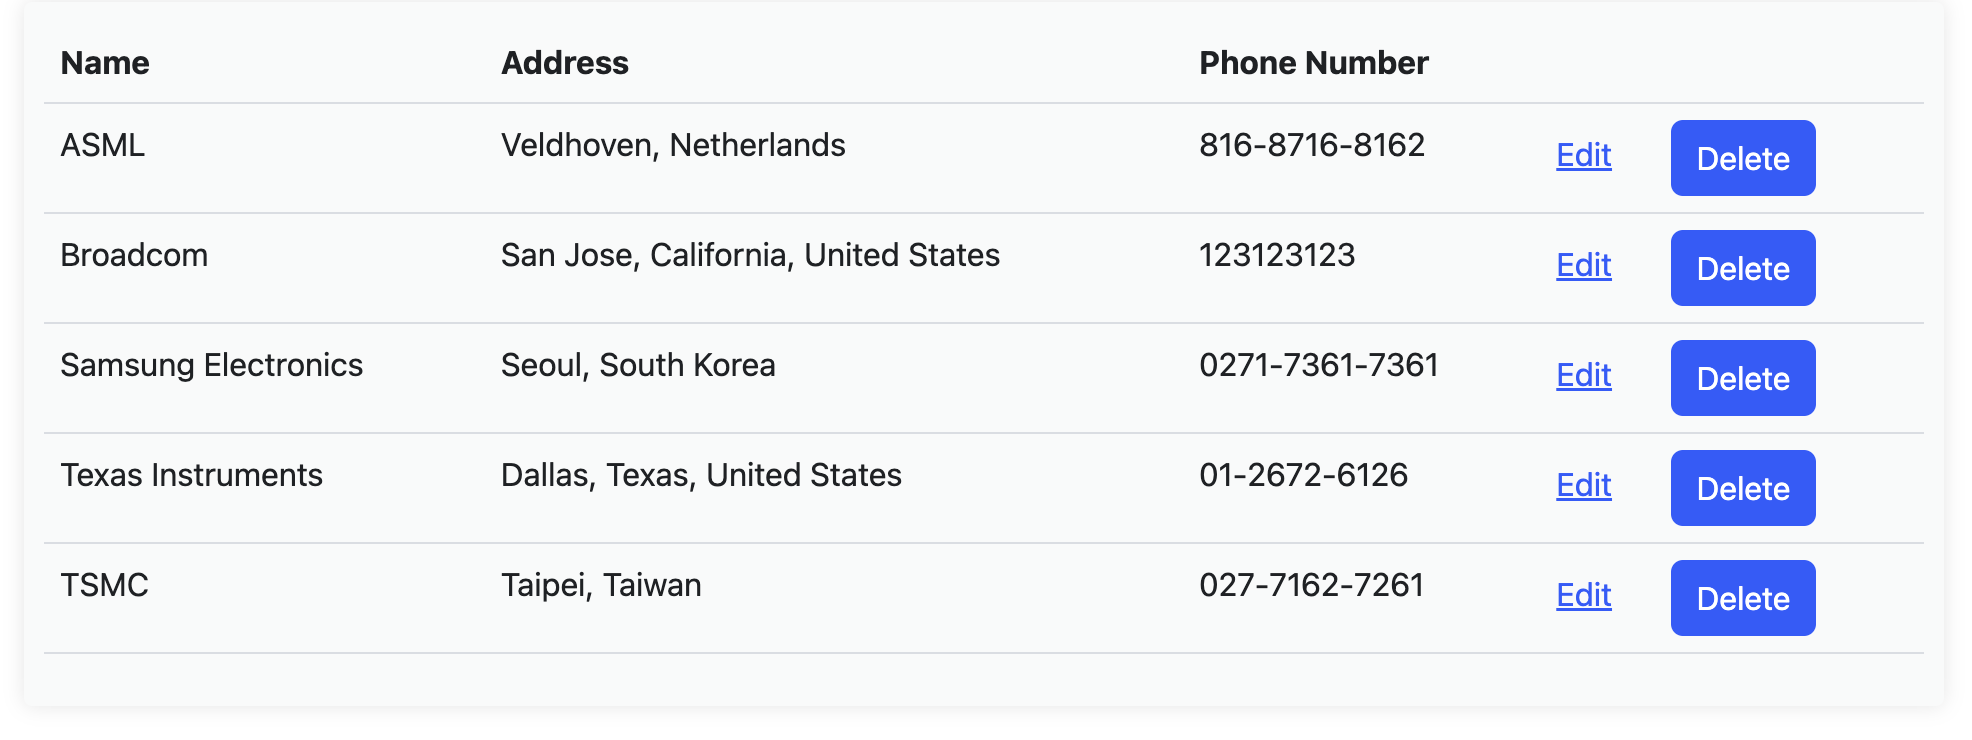 Name Address Phone Number
ASML Veldhoven, Netherlands 816-8716-8162 Edit Delete
Broadcom San Jose, California, United States 123123123 Edit Delete
Samsung Electronics Seoul, South Korea 0271-7361-7361 Edit Delete
Texas Instruments Dallas, Texas, United States 01-2672-6126 Edit Delete
TSMC Taipei, Taiwan 027-7162-7261 Edit Delete